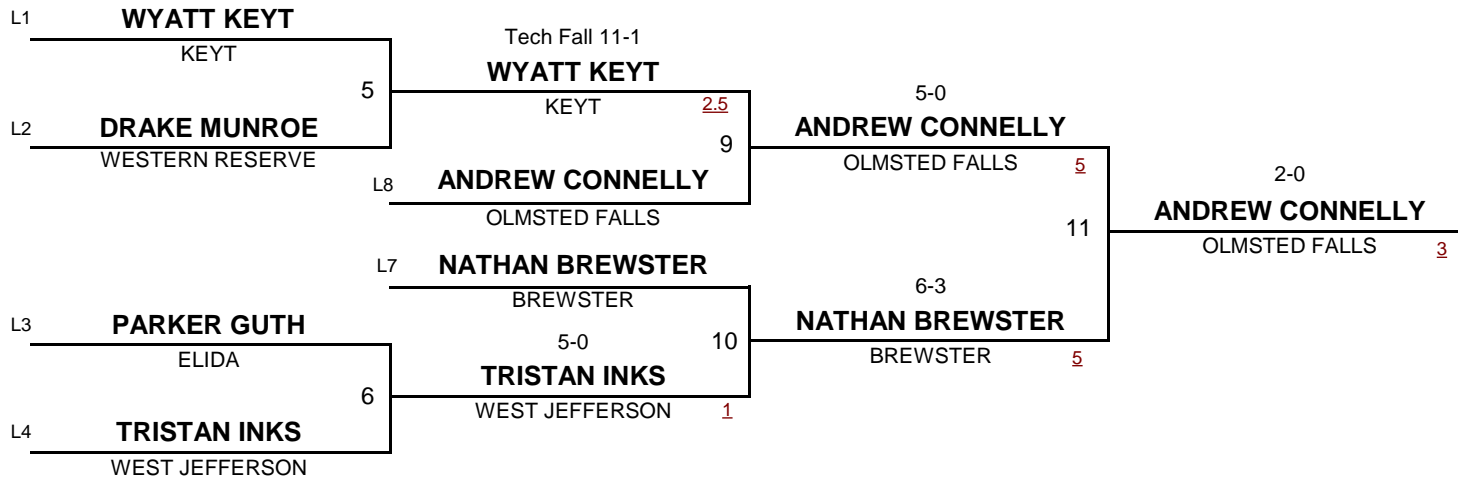 L1
WYATT KEYT
KEYT
5
L2
DRAKE MUNROE
WESTERN RESERVE
Tech Fall 11-1
WYATT KEYT
KEYT
2.5
9
L8
ANDREW CONNELLY
OLMSTED FALLS
5-0
ANDREW CONNELLY
OLMSTED FALLS
5
11
2-0
ANDREW CONNELLY
OLMSTED FALLS
3
L7
NATHAN BREWSTER
BREWSTER
10
6-3
NATHAN BREWSTER
BREWSTER
5
L3
PARKER GUTH
ELIDA
6
5-0
TRISTAN INKS
WEST JEFFERSON
1
L4
TRISTAN INKS
WEST JEFFERSON